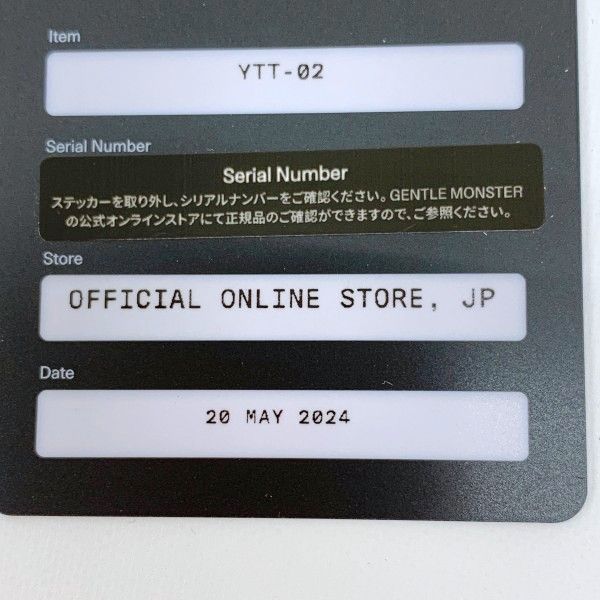 Item
YTT-02
Serial Number
Serial Number
ステッカーを取り外し、シリアルナンバーをご確認ください。GENTLE MONSTER
の公式オンラインストアにて正規品のご確認ができますので、ご参照ください。
Store
OFFICIAL ONLINE STORE, JP
Date
20 MAY 2024